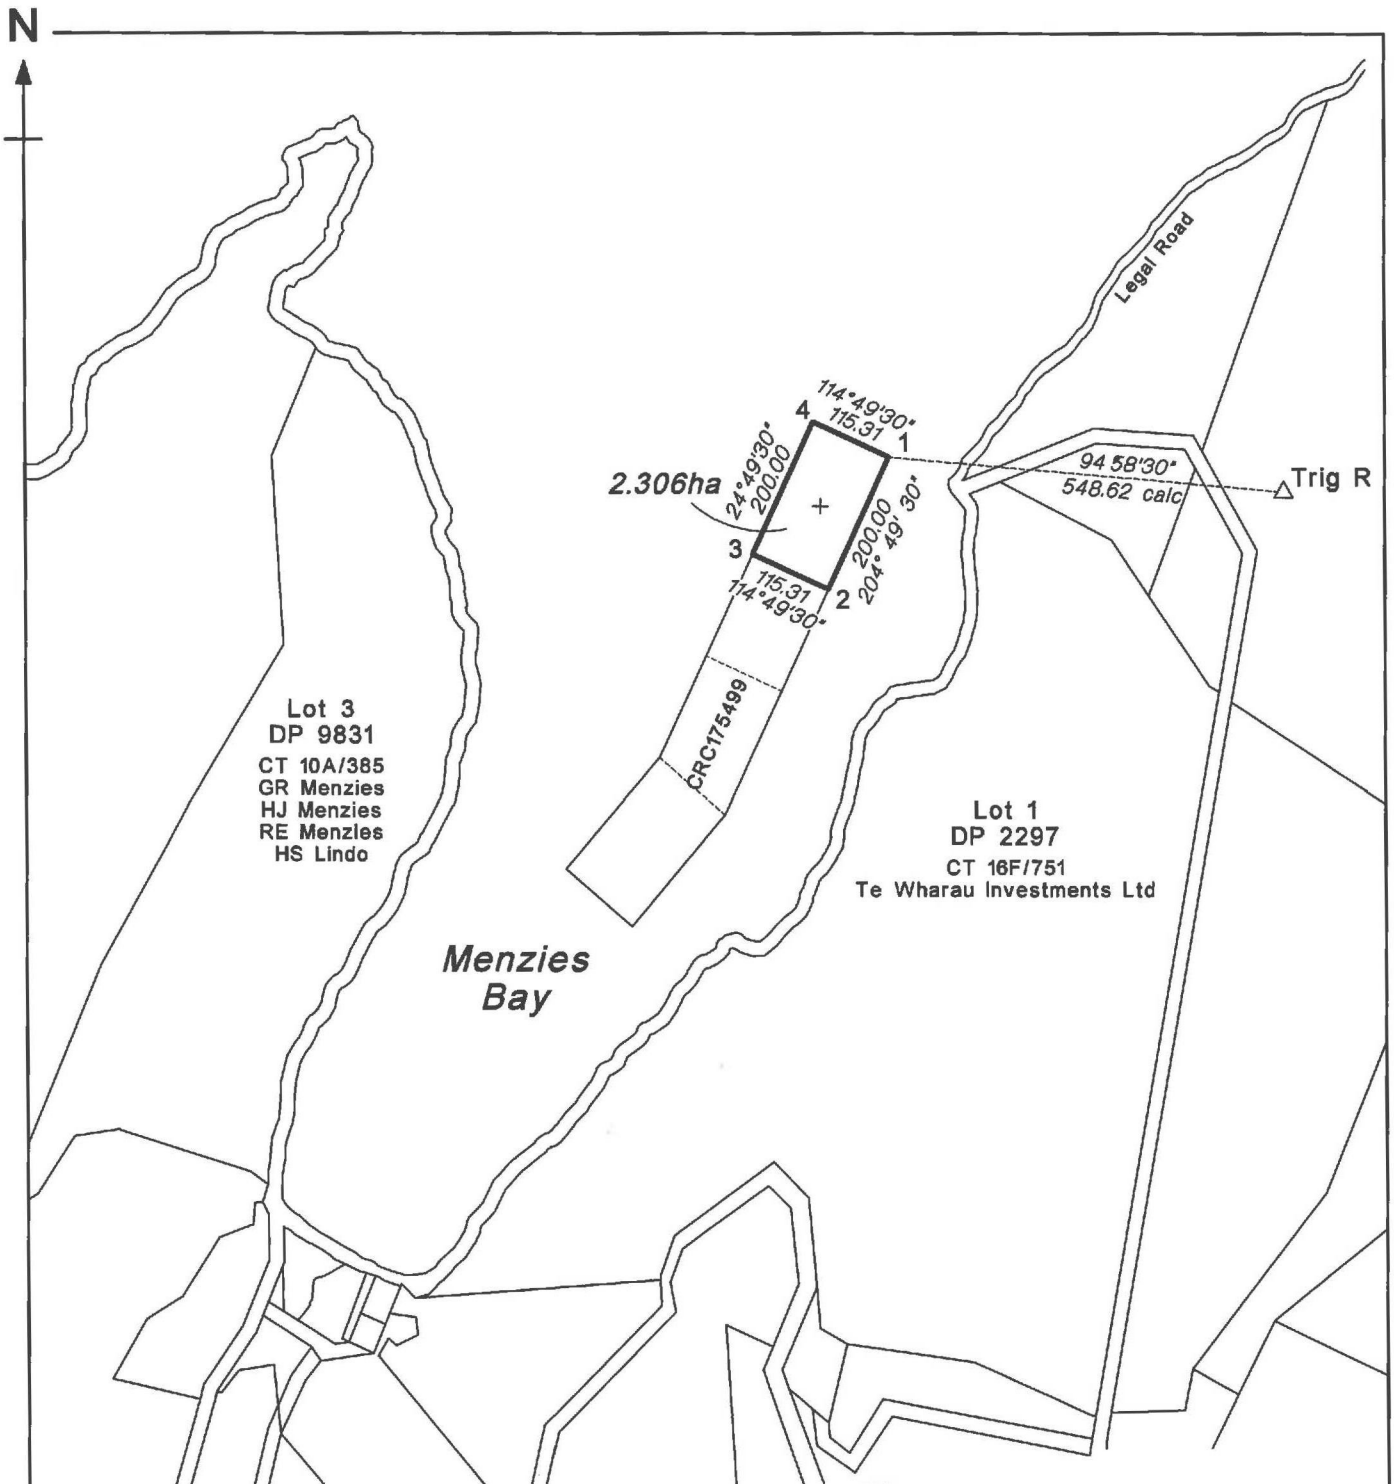 N
Legal Road
114°49'30"
115.31
4
1
24°49'30"
200.00
2.306ha
94 58'30"
548.62 calc
Trig R
200.00
204° 49' 30"
3
2
115.31
114°49'30"
CRC175499
Lot 3
DP 9831
CT 10A/385
GR Menzies
HJ Menzies
RE Menzies
HS Lindo
Lot 1
DP 2297
CT 16F/751
Te Wharau Investments Ltd
Menzies
Bay